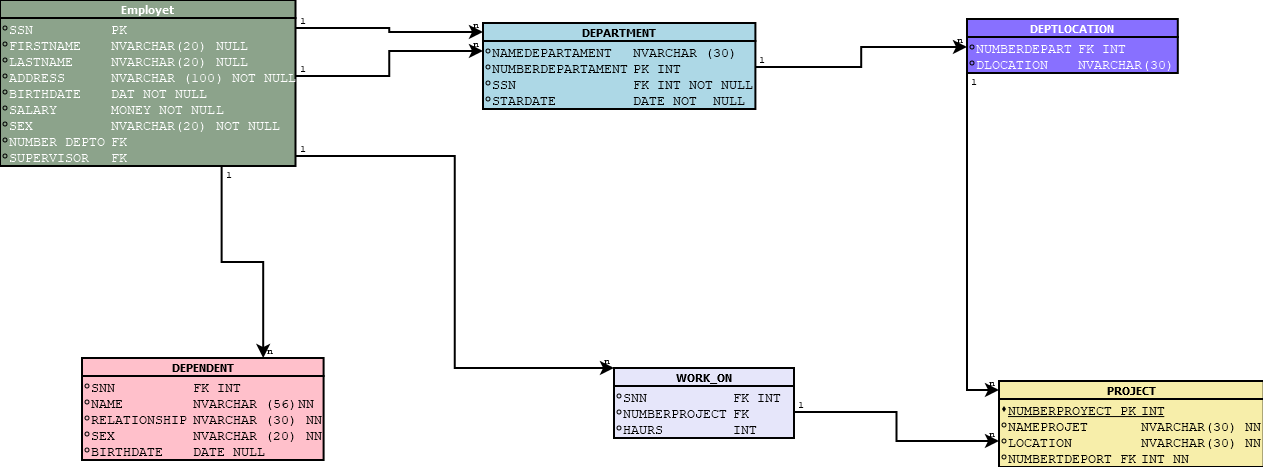 Employet
SSN PK
FIRSTNAME NVARCHAR(20) NULL
LASTNAME NVARCHAR(20) NULL
ADDRESS NVARCHAR (100) NOT NULL
BIRTHDATE DAT NOT NULL
SALARY MONEY NOT NULL
SEX NVARCHAR(20) NOT NULL
NUMBER DEPTO FK
SUPERVISOR FK
1
n
1
n
1
n
1
n
DEPARTMENT
NAMEDEPARTAMENT NVARCHAR (30)
NUMBERDEPARTAMENT PK INT
SSN FK INT NOT NULL
STARDATE DATE NOT NULL
1
n
DEPTLOCATION
NUMBERDEPART FK INT
DLOCATION NVARCHAR(30)
1
n
DEPENDENT
SNN FK INT
NAME NVARCHAR (56)NN
RELATIONSHIP NVARCHAR (30) NN
SEX NVARCHAR (20) NN
BIRTHDATE DATE NULL
WORK_ON
SNN FK INT
NUMBERPROJECT FK
HAURS INT
1
n
PROJECT
NUMBERPROYECT PK INT
NAMEPROJET NVARCHAR(30) NN
LOCATION NVARCHAR(30) NN
NUMBERTDEPORT FK INT NN